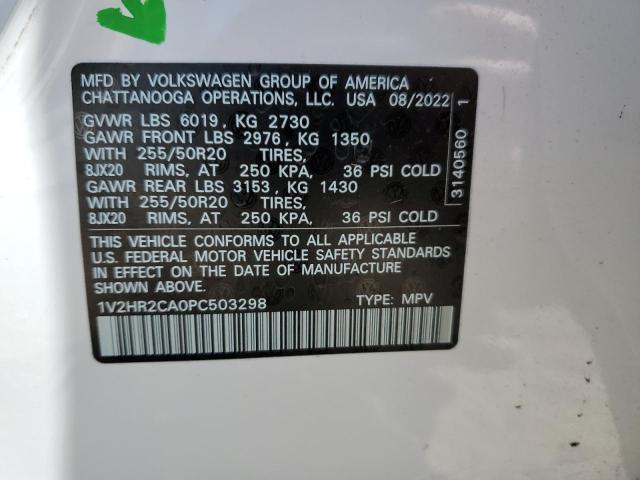 MFD BY VOLKSWAGEN GROUP OF AMERICA
CHATTANOOGA OPERATIONS, LLC. USA 08/2022
GVWR LBS 6019, KG 2730
GAWR FRONT LBS 2976, KG 1350
WITH 255/50R20 TIRES,
8JX20 RIMS, AT 250 KPA, 36 PSI COLD
GAWR REAR LBS 3153, KG 1430
WITH 255/50R20 TIRES,
8JX20 RIMS, AT 250 KPA, 36 PSI COLD
THIS VEHICLE CONFORMS TO ALL APPLICABLE
U.S. FEDERAL MOTOR VEHICLE SAFETY STANDARDS
IN EFFECT ON THE DATE OF MANUFACTURE
SHOWN ABOVE.
1V2HR2CA0PC503298 TYPE: MPV
3140560 1